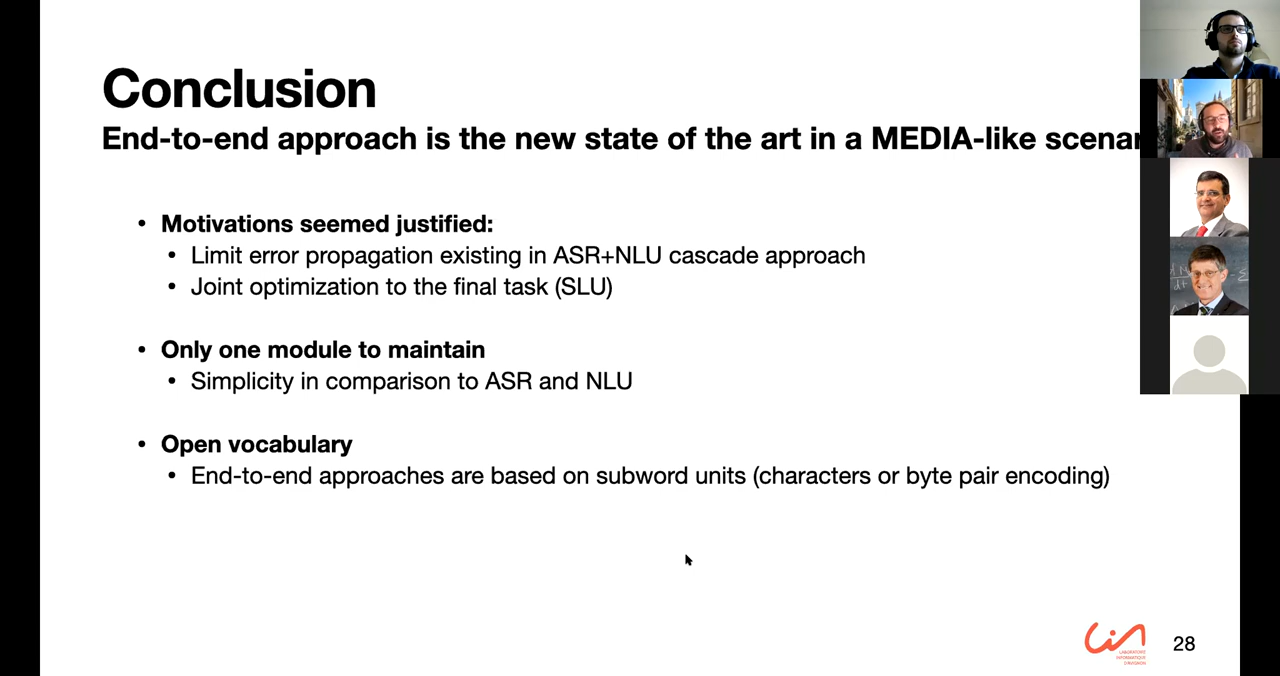 Conclusion
End-to-end approach is the new state of the art in a MEDIA-like
• Motivations seemed justified:
• Limit error propagation existing in ASR+NLU cascade approach
• Joint optimization to the final task (SLU)
• Only one module to maintain
• Simplicity in comparison to ASR and NLU
• Open vocabulary
• End-to-end approaches are based on subword units (characters or byte pair encoding)
LABORATOIRE
INFORMATIQUE
D'AVIGNON
28